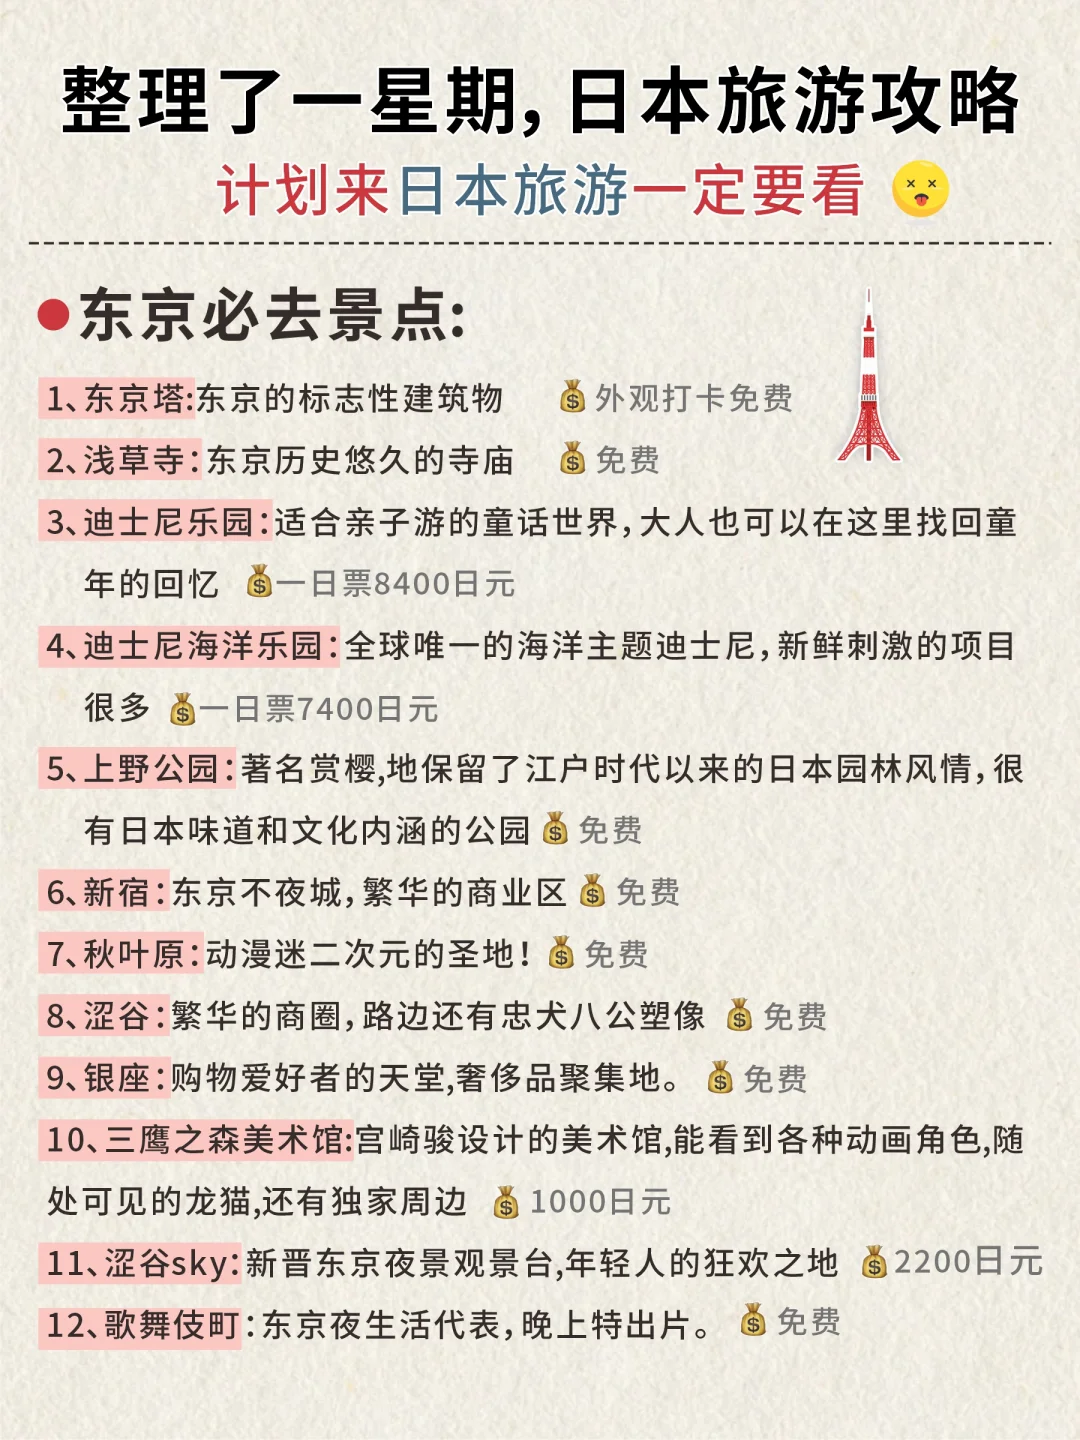 整理了一星期，日本旅游攻略
计划来日本旅游一定要看
东京必去景点:
1、东京塔:东京的标志性建筑物 外观打卡免费
2、浅草寺：东京历史悠久的寺庙 免费
3、迪士尼乐园：适合亲子游的童话世界，大人也可以在这里找回童
年的回忆 一日票8400日元
4、迪士尼海洋乐园：全球唯一的海洋主题迪士尼，新鲜刺激的项目
很多 一日票7400日元
5、上野公园：著名赏樱,地保留了江户时代以来的日本园林风情，很
有日本味道和文化内涵的公园 免费
6、新宿：东京不夜城，繁华的商业区 免费
7、秋叶原：动漫迷二次元的圣地！ 免费
8、涩谷：繁华的商圈，路边还有忠犬八公塑像 免费
9、银座：购物爱好者的天堂,奢侈品聚集地。 免费
10、三鹰之森美术馆:宫崎骏设计的美术馆,能看到各种动画角色,随
处可见的龙猫,还有独家周边 1000日元
11、涩谷sky：新晋东京夜景观景台,年轻人的狂欢之地 2200日元
12、歌舞伎町：东京夜生活代表，晚上特出片。 免费